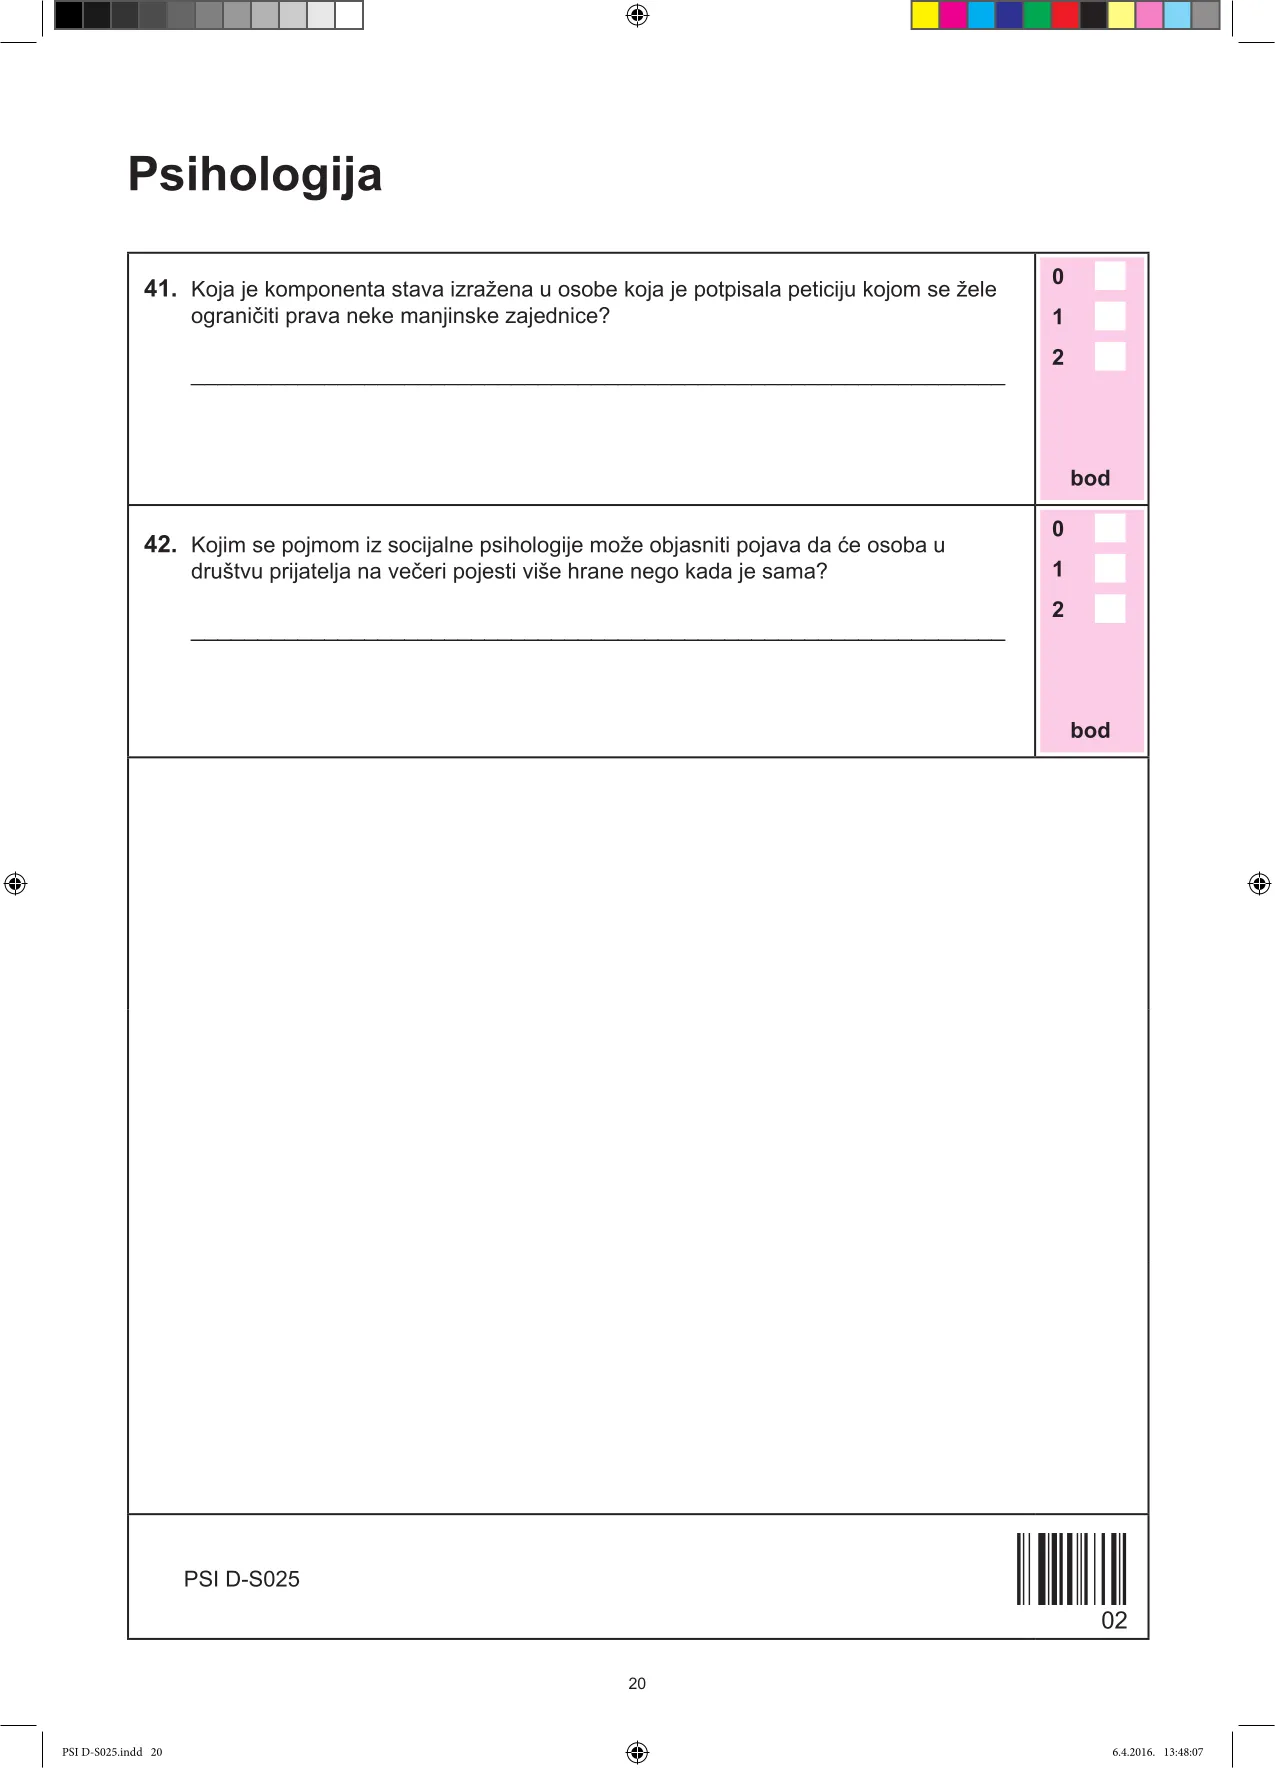 Psihologija
41. Koja je komponenta stava izražena u osobe koja je potpisala peticiju kojom se žele
ograničiti prava neke manjinske zajednice?
0
1
2
bod
42. Kojim se pojmom iz socijalne psihologije može objasniti pojava da će osoba u
društvu prijatelja na večeri pojesti više hrane nego kada je sama?
0
1
2
bod
PSI D-S025
02
20
PSI D-S025.indd 20
6.4.2016. 13:48:07